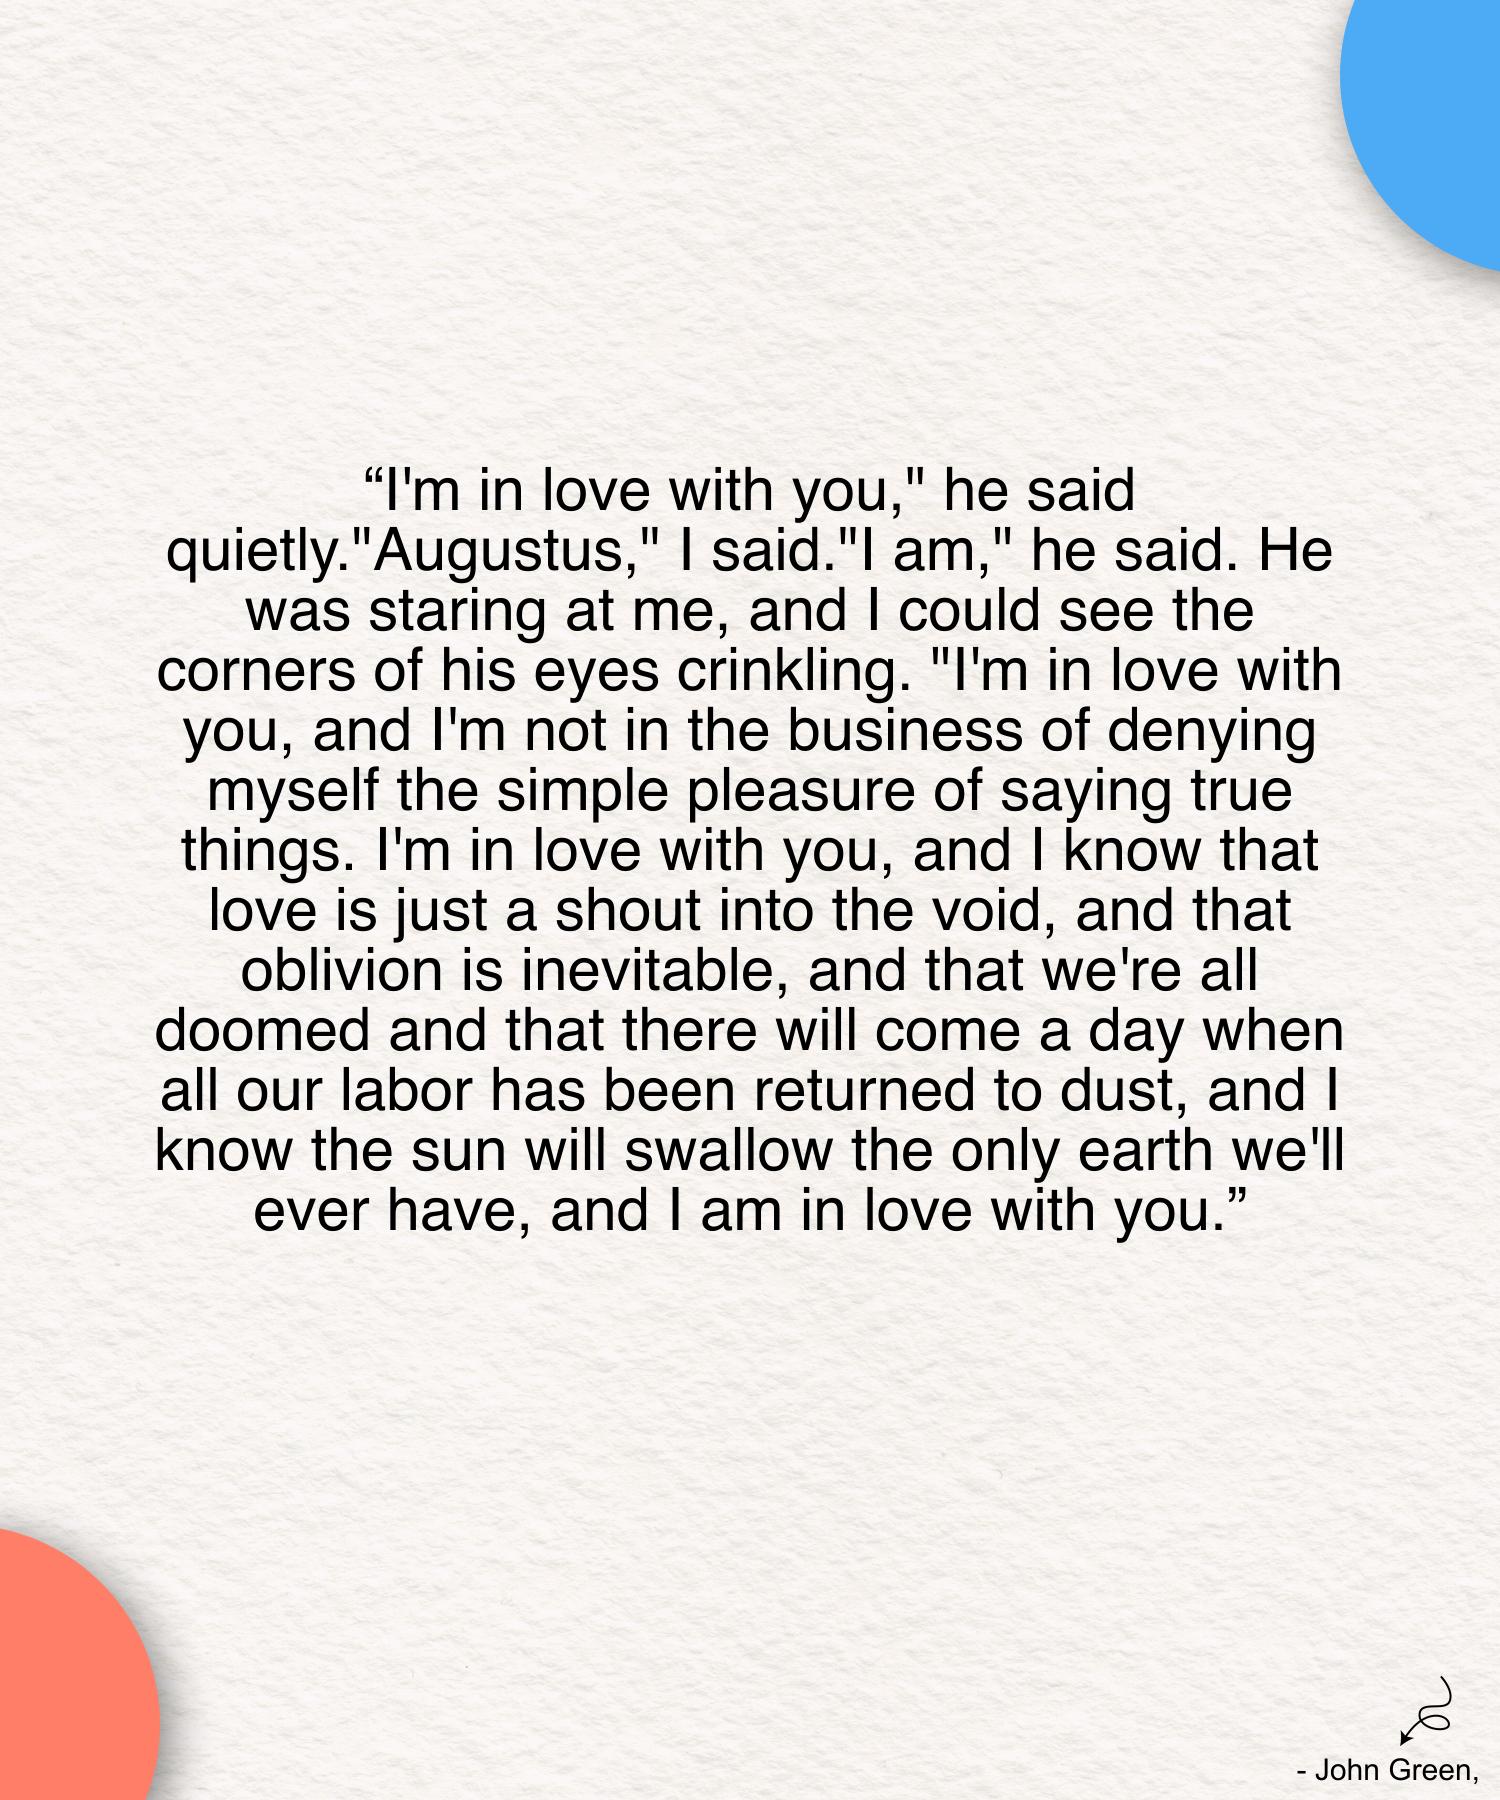 “I'm in love with you," he said
quietly."Augustus," I said."I am," he said. He
was staring at me, and I could see the
corners of his eyes crinkling. "I'm in love with
you, and I'm not in the business of denying
myself the simple pleasure of saying true
things. I'm in love with you, and I know that
love is just a shout into the void, and that
oblivion is inevitable, and that we're all
doomed and that there will come a day when
all our labor has been returned to dust, and I
know the sun will swallow the only earth we'll
ever have, and I am in love with you.”
- John Green,